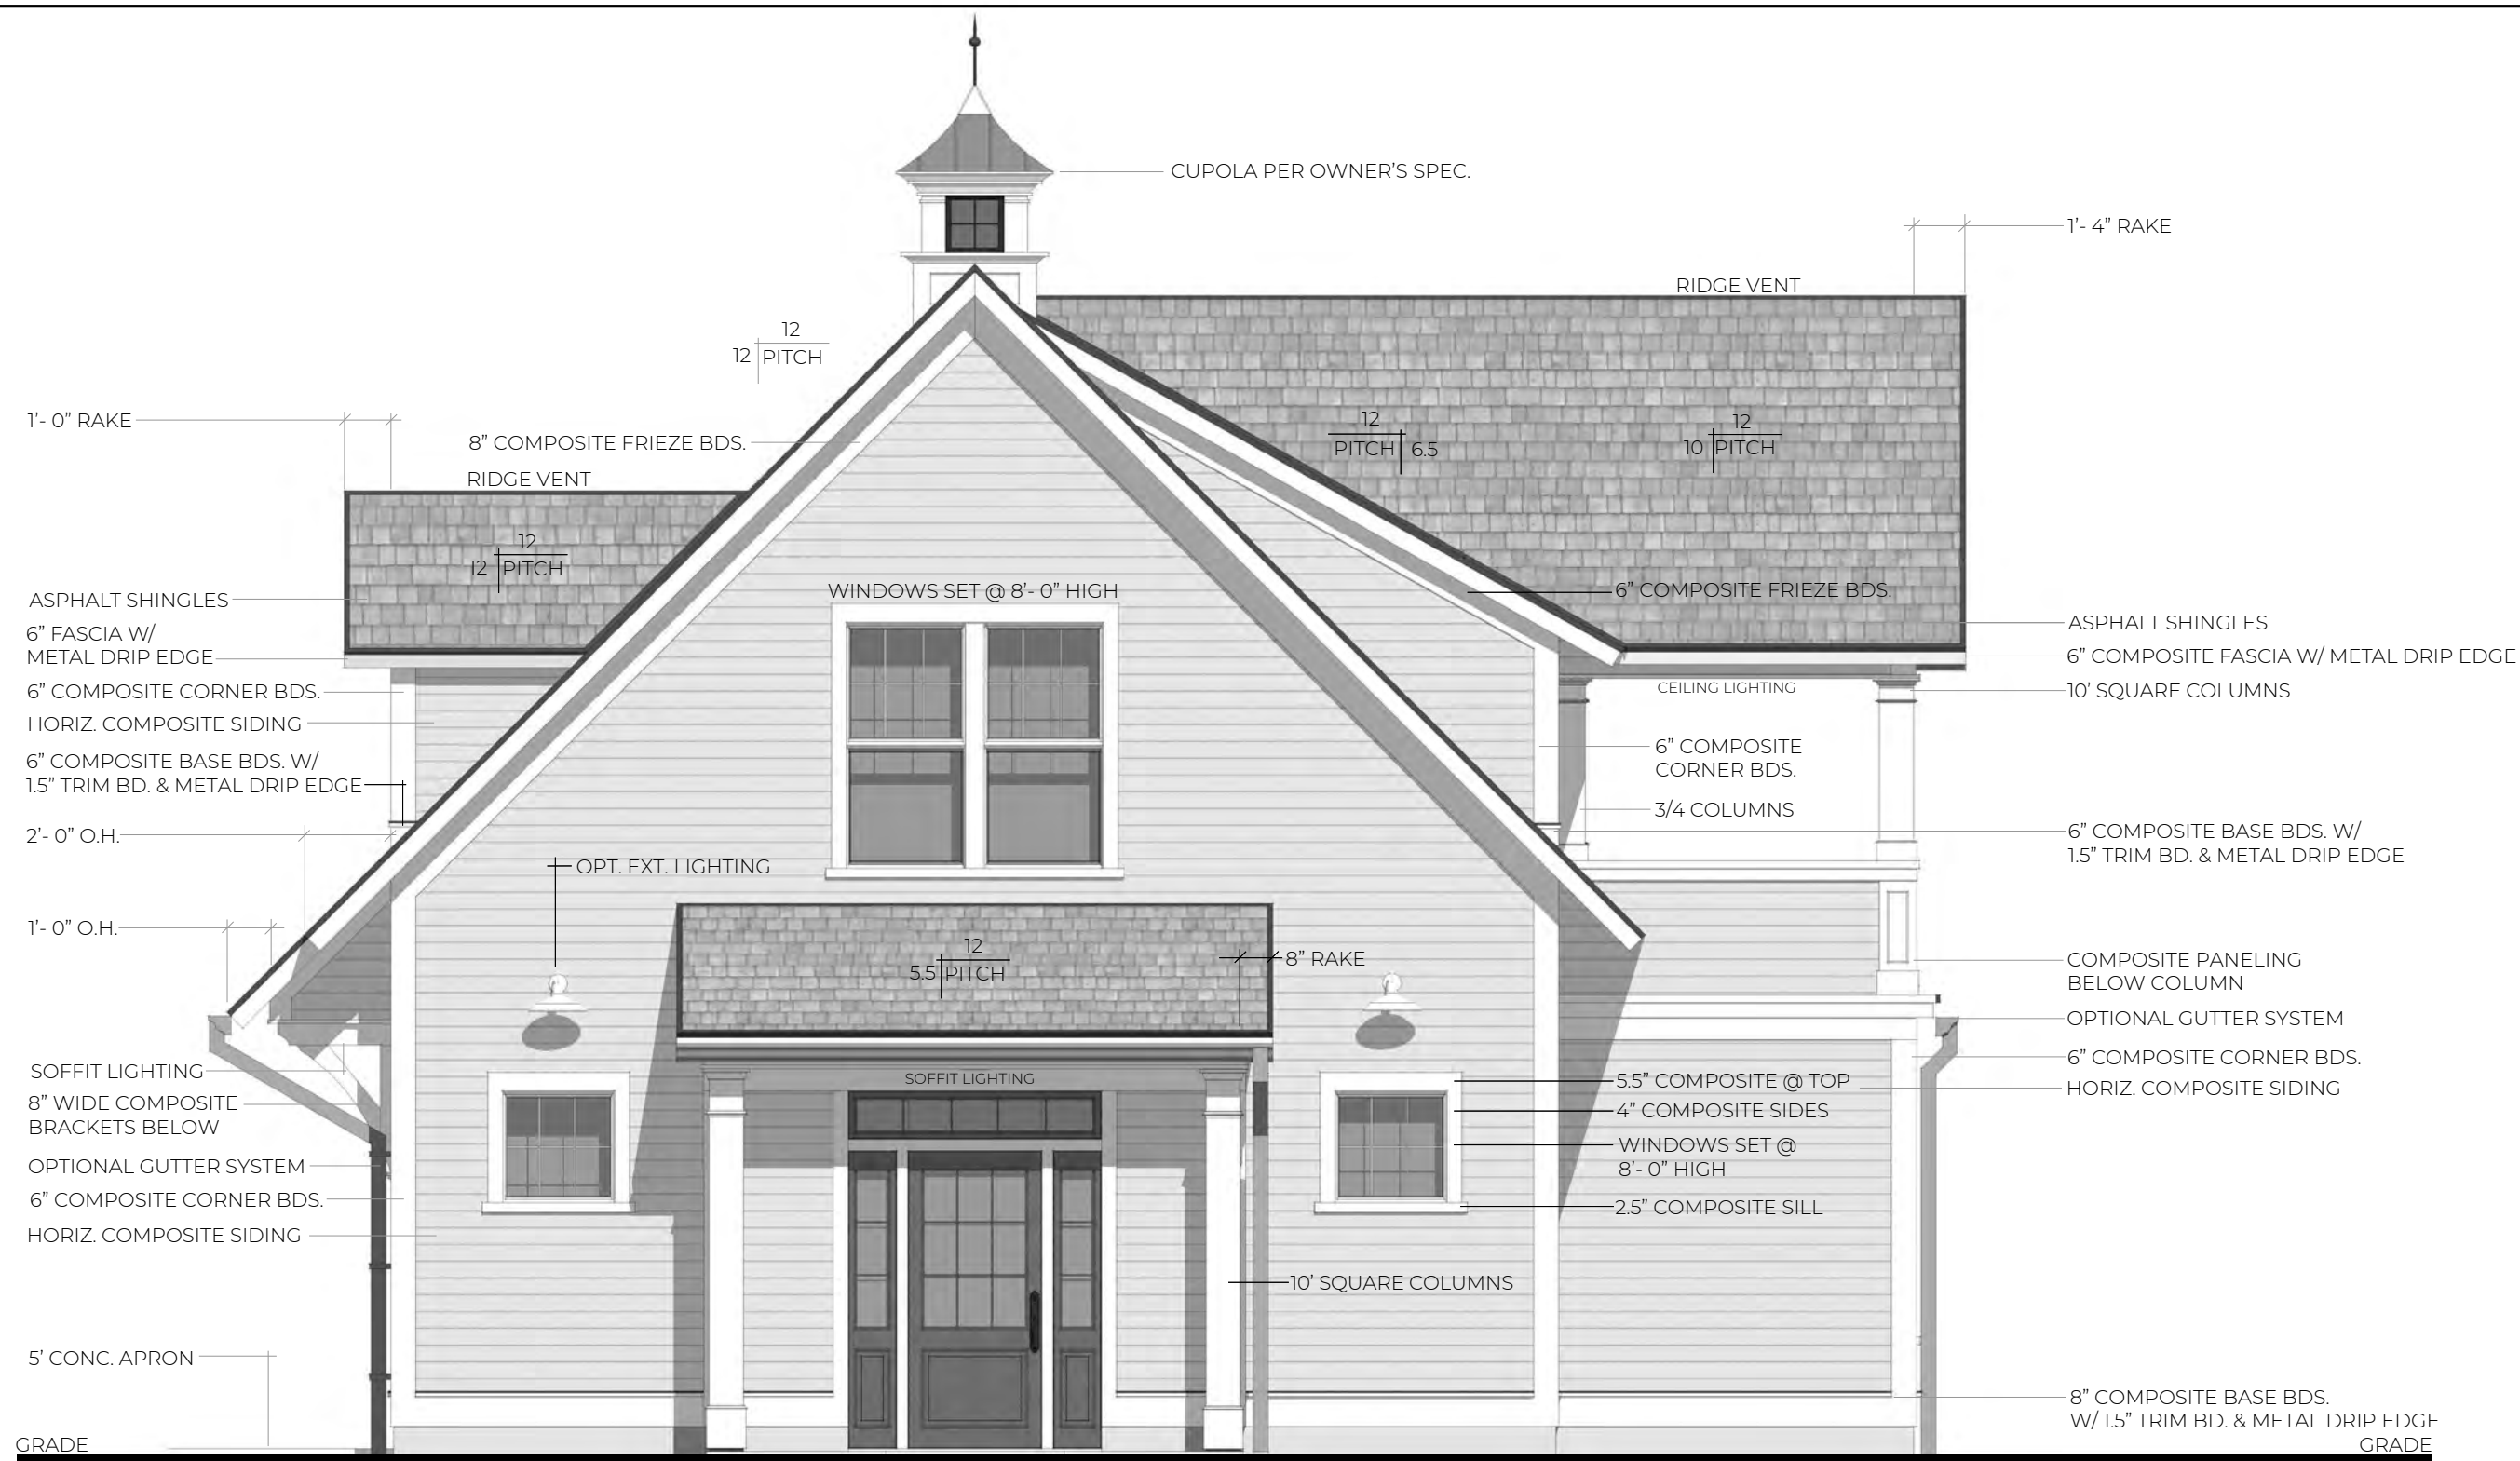 CUPOLA PER OWNER’S SPEC.
1’- 4” RAKE
RIDGE VENT
12
12 PITCH
1’- 0” RAKE
8” COMPOSITE FRIEZE BDS.
RIDGE VENT
12
PITCH 6.5
12
10 PITCH
12
12 PITCH
WINDOWS SET @ 8’- 0” HIGH
6” COMPOSITE FRIEZE BDS.
ASPHALT SHINGLES
6” FASCIA W/
METAL DRIP EDGE
6” COMPOSITE CORNER BDS.
HORIZ. COMPOSITE SIDING
6” COMPOSITE BASE BDS. W/
1.5” TRIM BD. & METAL DRIP EDGE
2’- 0” O.H.
OPT. EXT. LIGHTING
1’- 0” O.H.
12
5.5 PITCH
8” RAKE
SOFFIT LIGHTING
8” WIDE COMPOSITE
BRACKETS BELOW
OPTIONAL GUTTER SYSTEM
6” COMPOSITE CORNER BDS.
HORIZ. COMPOSITE SIDING
5’ CONC. APRON
GRADE
SOFFIT LIGHTING
10’ SQUARE COLUMNS
5.5” COMPOSITE @ TOP
4” COMPOSITE SIDES
WINDOWS SET @
8’- 0” HIGH
2.5” COMPOSITE SILL
CEILING LIGHTING
6” COMPOSITE
CORNER BDS.
3/4 COLUMNS
ASPHALT SHINGLES
6” COMPOSITE FASCIA W/ METAL DRIP EDGE
10’ SQUARE COLUMNS
6” COMPOSITE BASE BDS. W/
1.5” TRIM BD. & METAL DRIP EDGE
COMPOSITE PANELING
BELOW COLUMN
OPTIONAL GUTTER SYSTEM
6” COMPOSITE CORNER BDS.
HORIZ. COMPOSITE SIDING
8” COMPOSITE BASE BDS.
W/ 1.5” TRIM BD. & METAL DRIP EDGE
GRADE